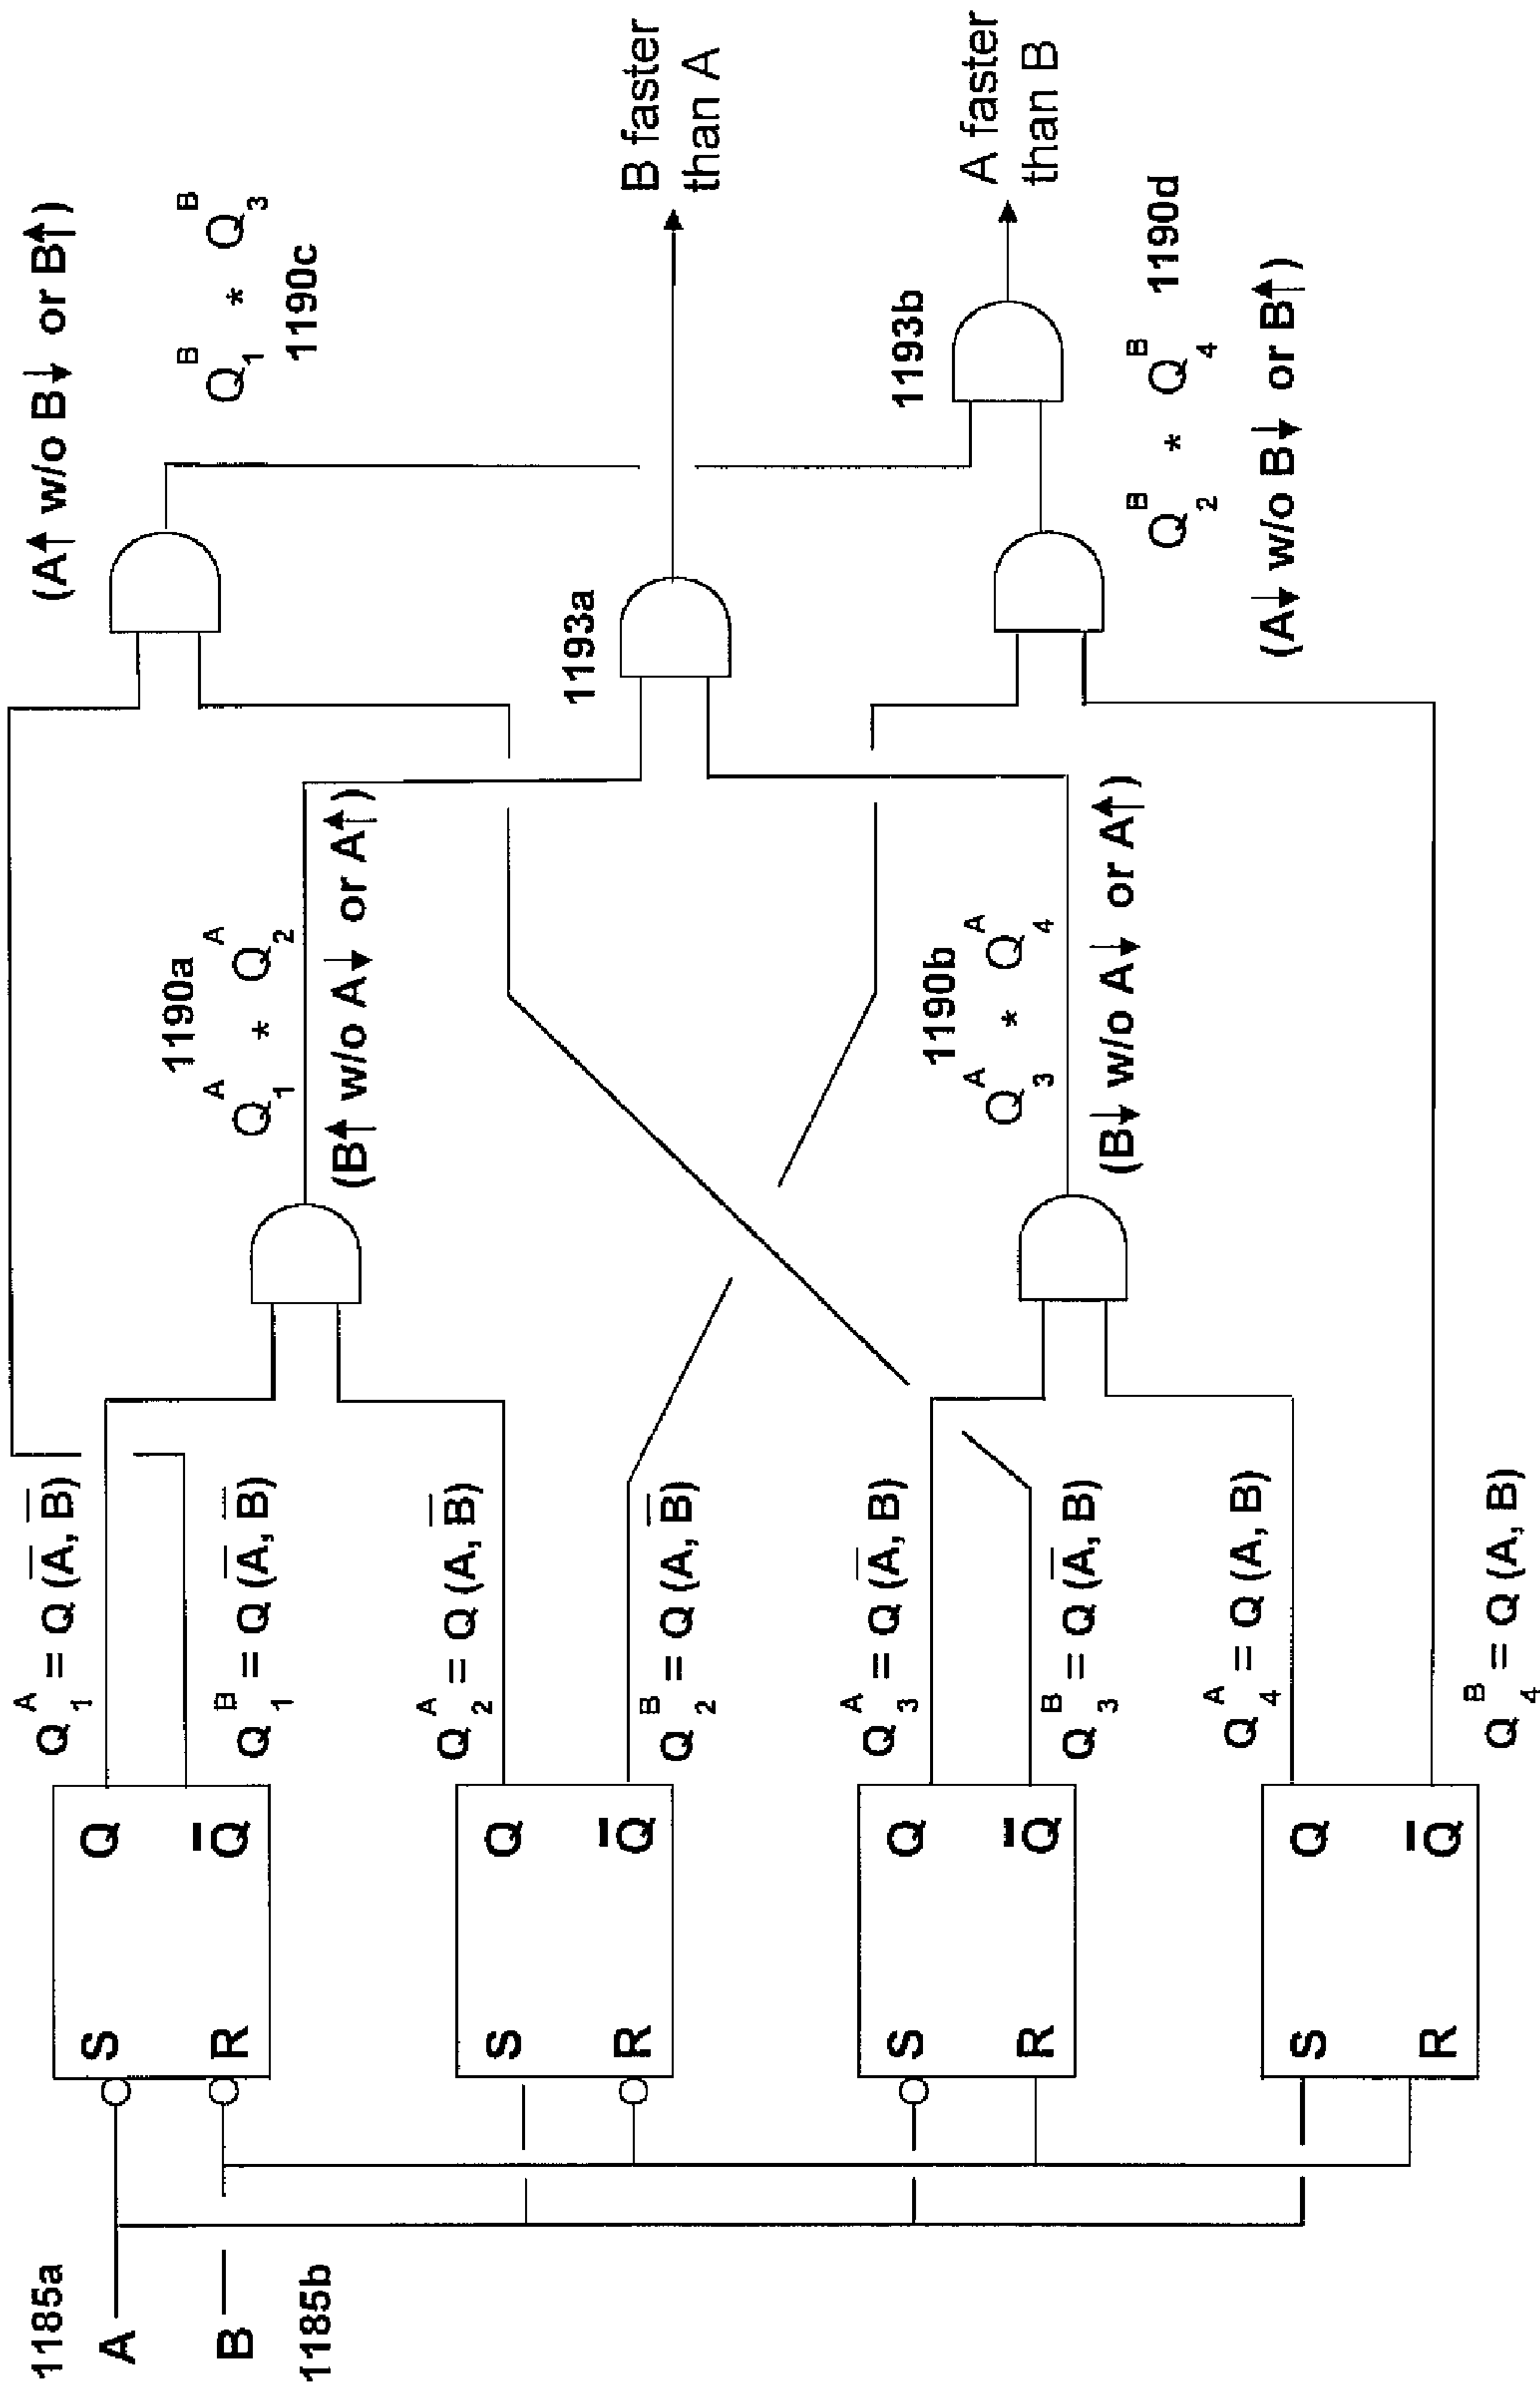 1185a
A
B
1185b
S Q
R Q̅
S Q
R Q̅
S Q
R Q̅
S Q
R Q̅
Q₁ᴬ = Q (A̅, B̅)
Q₁ᴮ = Q (A̅, B̅)
Q₂ᴬ = Q (A, B̅)
Q₂ᴮ = Q (A, B̅)
Q₃ᴬ = Q (A̅, B)
Q₃ᴮ = Q (A̅, B)
Q₄ᴬ = Q (A, B)
Q₄ᴮ = Q (A, B)
1190a
Q₁ᴬ * Q₂ᴬ
(B↑ w/o A↓ or A↑)
1190b
Q₃ᴬ * Q₄ᴬ
(B↓ w/o A↓ or A↑)
(A↑ w/o B↓ or B↑)
Q₁ᴮ * Q₃ᴮ
1190c
1193a
B faster
than A
1193b
A faster
than B
Q₂ᴮ * Q₄ᴮ 1190d
(A↓ w/o B↓ or B↑)